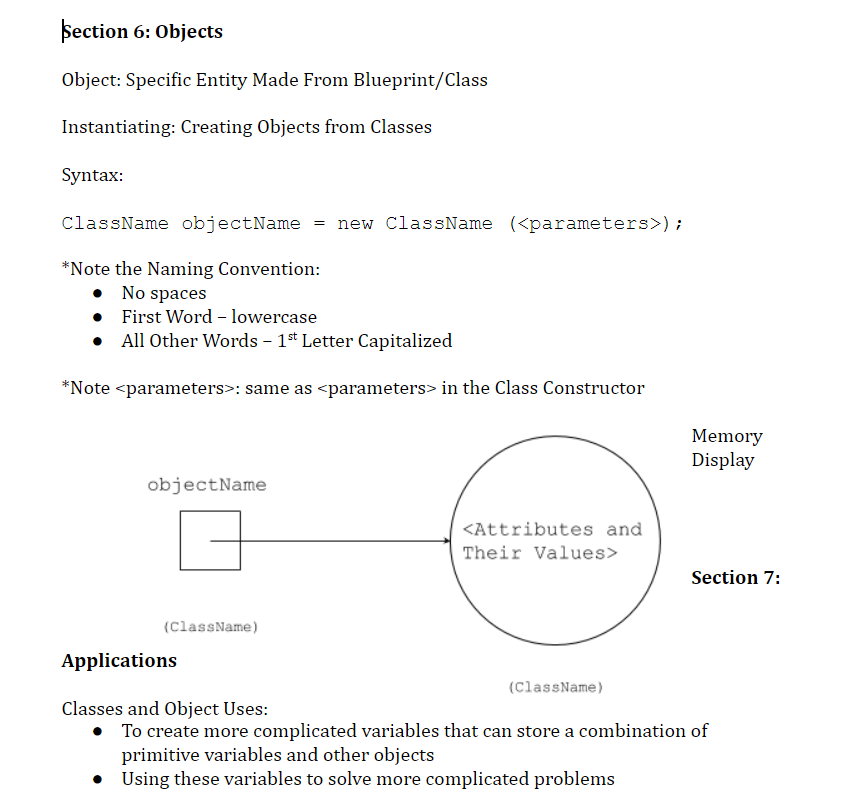 Section 6: Objects
Object: Specific Entity Made From Blueprint/Class
Instantiating: Creating Objects from Classes
Syntax:
ClassName objectName = new ClassName (<parameters>);
*Note the Naming Convention:
● No spaces
● First Word – lowercase
● All Other Words – 1st Letter Capitalized
*Note <parameters>: same as <parameters> in the Class Constructor
Memory
Display
objectName
<Attributes and
Their Values>
Section 7:
(ClassName)
Applications
(ClassName)
Classes and Object Uses:
● To create more complicated variables that can store a combination of
primitive variables and other objects
● Using these variables to solve more complicated problems